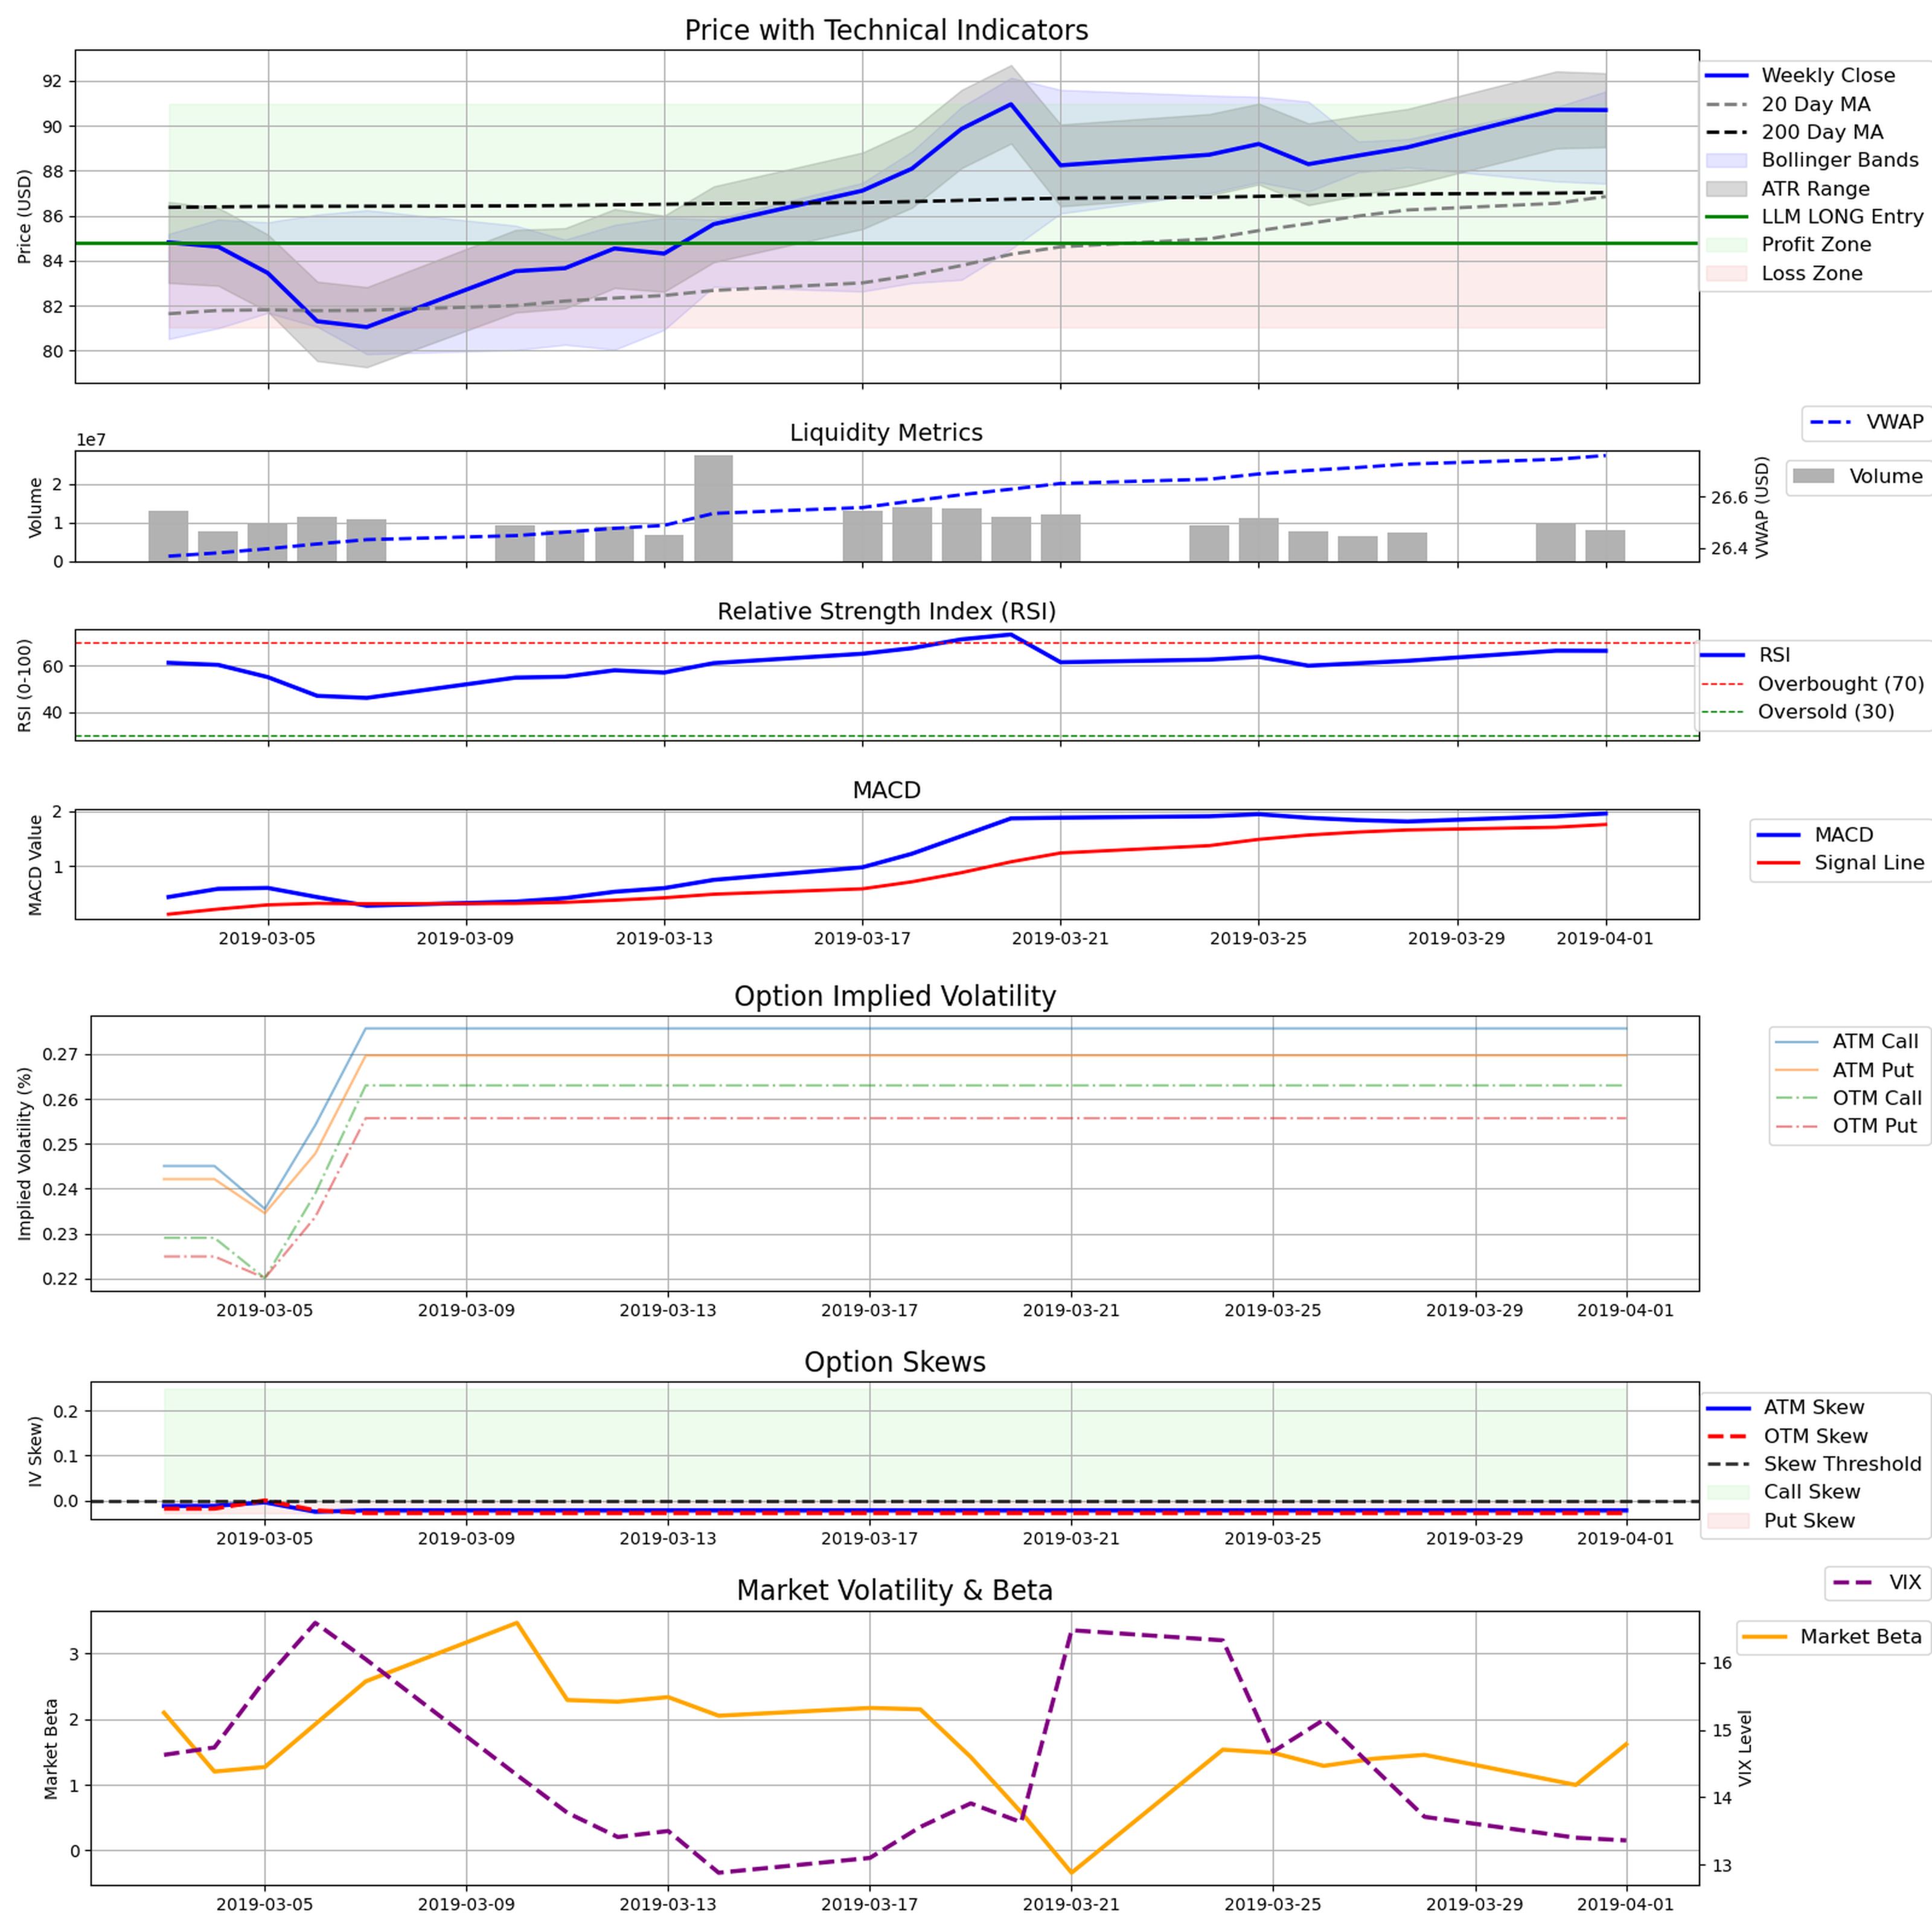 Price with Technical Indicators
Price (USD)
92
90
88
86
84
82
80
Weekly Close
20 Day MA
200 Day MA
Bollinger Bands
ATR Range
LLM LONG Entry
Profit Zone
Loss Zone
Liquidity Metrics
1e7
Volume
2
1
0
26.6
26.4
VWAP (USD)
VWAP
Volume
Relative Strength Index (RSI)
RSI (0-100)
60
40
RSI
Overbought (70)
Oversold (30)
MACD
MACD Value
2
1
MACD
Signal Line
2019-03-05 2019-03-09 2019-03-13 2019-03-17 2019-03-21 2019-03-25 2019-03-29 2019-04-01
Option Implied Volatility
Implied Volatility (%)
0.27
0.26
0.25
0.24
0.23
0.22
ATM Call
ATM Put
OTM Call
OTM Put
2019-03-05 2019-03-09 2019-03-13 2019-03-17 2019-03-21 2019-03-25 2019-03-29 2019-04-01
Option Skews
IV Skew)
0.2
0.1
0.0
ATM Skew
OTM Skew
Skew Threshold
Call Skew
Put Skew
2019-03-05 2019-03-09 2019-03-13 2019-03-17 2019-03-21 2019-03-25 2019-03-29 2019-04-01
Market Volatility & Beta
Market Beta
3
2
1
0
16
15
14
13
VIX Level
VIX
Market Beta
2019-03-05 2019-03-09 2019-03-13 2019-03-17 2019-03-21 2019-03-25 2019-03-29 2019-04-01